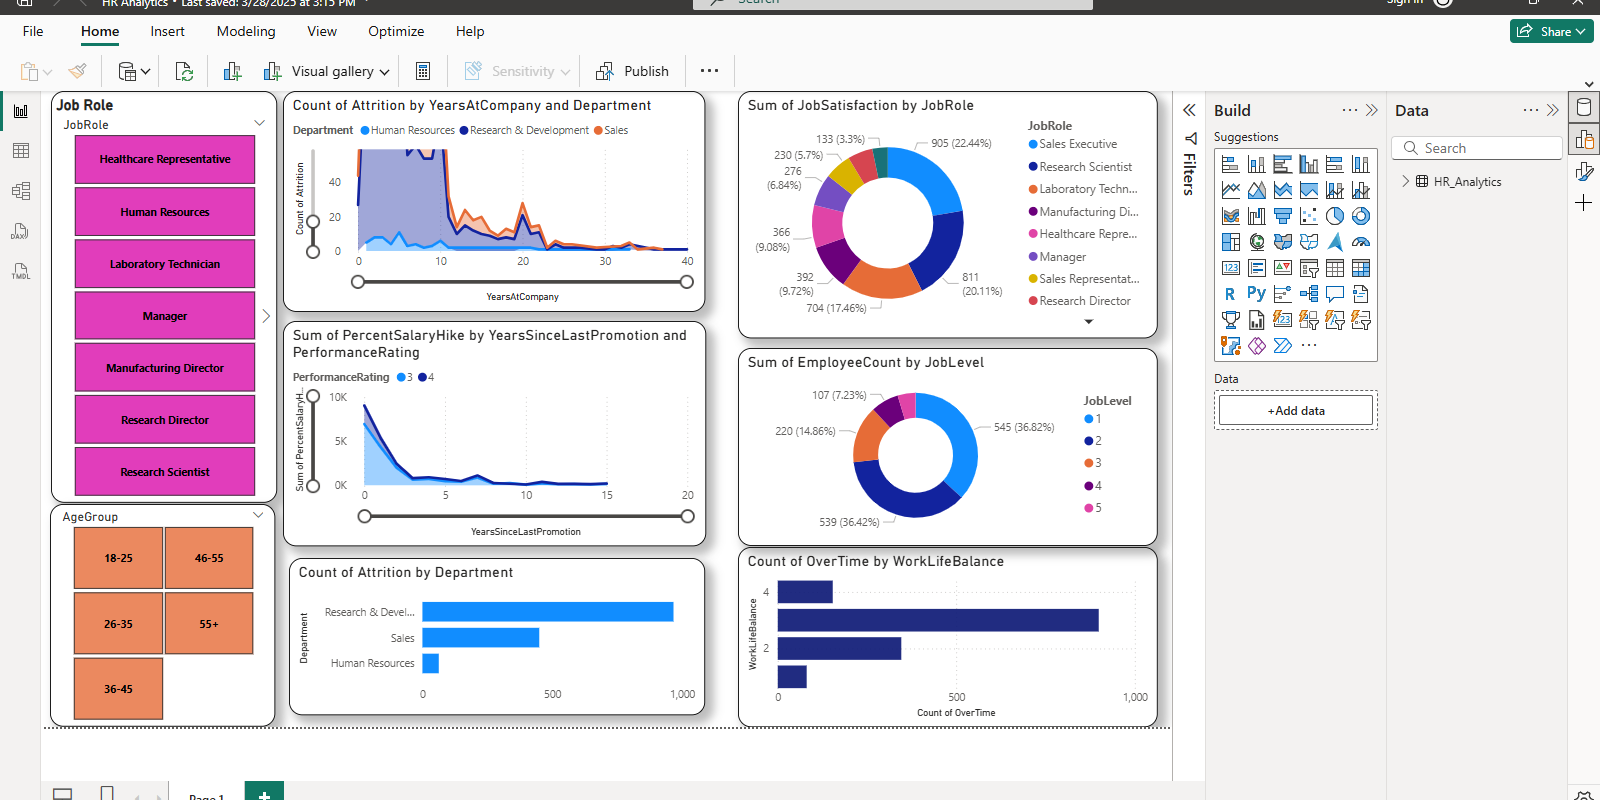 HR Analytics • Last saved: 3/28/2025 at 3:15 PM
Search
Sign in
File
Home
Insert
Modeling
View
Optimize
Help
Share
Visual gallery
Sensitivity
Publish
Job Role
JobRole
Healthcare Representative
Human Resources
Laboratory Technician
Manager
Manufacturing Director
Research Director
Research Scientist
AgeGroup
18-25
46-55
26-35
55+
36-45
Count of Attrition by YearsAtCompany and Department
Department Human Resources Research & Development Sales
Count of Attrition
40
20
0
0
10
20
30
40
YearsAtCompany
Sum of PercentSalaryHike by YearsSinceLastPromotion and
PerformanceRating
PerformanceRating 3 4
Sum of PercentSalaryH...
10K
5K
0K
0
5
10
15
20
YearsSinceLastPromotion
Count of Attrition by Department
Department
Research & Devel...
Sales
Human Resources
0
500
1,000
Sum of JobSatisfaction by JobRole
133 (3.3%)
230 (5.7%)
276
(6.84%)
366
(9.08%)
392
(9.72%)
704 (17.46%)
905 (22.44%)
811
(20.11%)
JobRole
Sales Executive
Research Scientist
Laboratory Techn...
Manufacturing Di...
Healthcare Repre...
Manager
Sales Representat...
Research Director
Sum of EmployeeCount by JobLevel
107 (7.23%)
220 (14.86%)
539 (36.42%)
545 (36.82%)
JobLevel
1
2
3
4
5
Count of OverTime by WorkLifeBalance
WorkLifeBalance
4
2
0
500
1,000
Count of OverTime
Filters
Build
Suggestions
123
R
Py
123
Data
+Add data
Data
Search
HR_Analytics
DAX
TMDL
Page 1